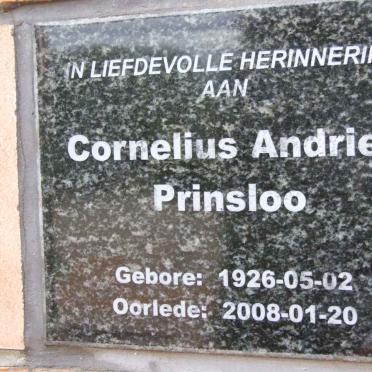 IN LIEFDEVOLLE HERINNERI
AAN
Cornelius Andrie
Prinsloo
Gebore: 1926-05-02
Oorlede: 2008-01-20